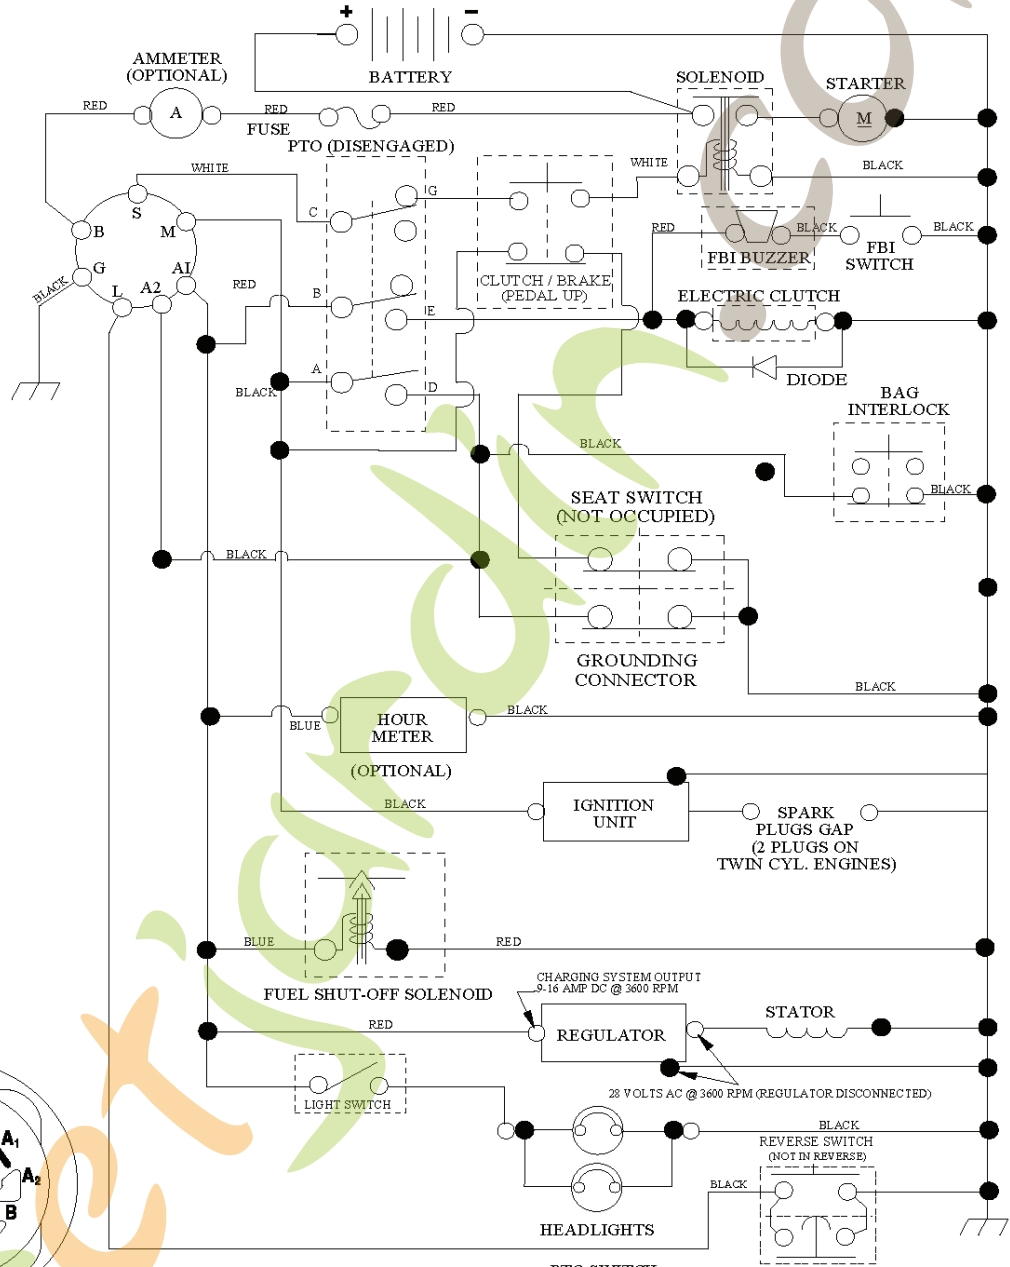 + −
BATTERY
AMMETER
(OPTIONAL)
RED
A
RED
FUSE
RED
PTO (DISENGAGED)
SOLENOID
STARTER
M
WHITE
WHITE
BLACK
S
B
M
G
A1
L
A2
BLACK
C
G
RED
B
E
A
D
BLACK
CLUTCH / BRAKE
(PEDAL UP)
RED
BLACK
BLACK
FBI BUZZER
FBI
SWITCH
ELECTRIC CLUTCH
DIODE
BAG
INTERLOCK
BLACK
BLACK
SEAT SWITCH
(NOT OCCUPIED)
BLACK
GROUNDING
CONNECTOR
BLACK
BLUE
HOUR
METER
BLACK
(OPTIONAL)
BLACK
IGNITION
UNIT
SPARK
PLUGS GAP
(2 PLUGS ON
TWIN CYL. ENGINES)
BLUE
RED
FUEL SHUT-OFF SOLENOID
CHARGING SYSTEM OUTPUT
9-16 AMP DC @ 3600 RPM
RED
REGULATOR
STATOR
28 VOLTS AC @ 3600 RPM (REGULATOR DISCONNECTED)
LIGHT SWITCH
BLACK
REVERSE SWITCH
(NOT IN REVERSE)
BLACK
HEADLIGHTS
A1
A2
B
PTO SWITCH
etsjardin.co